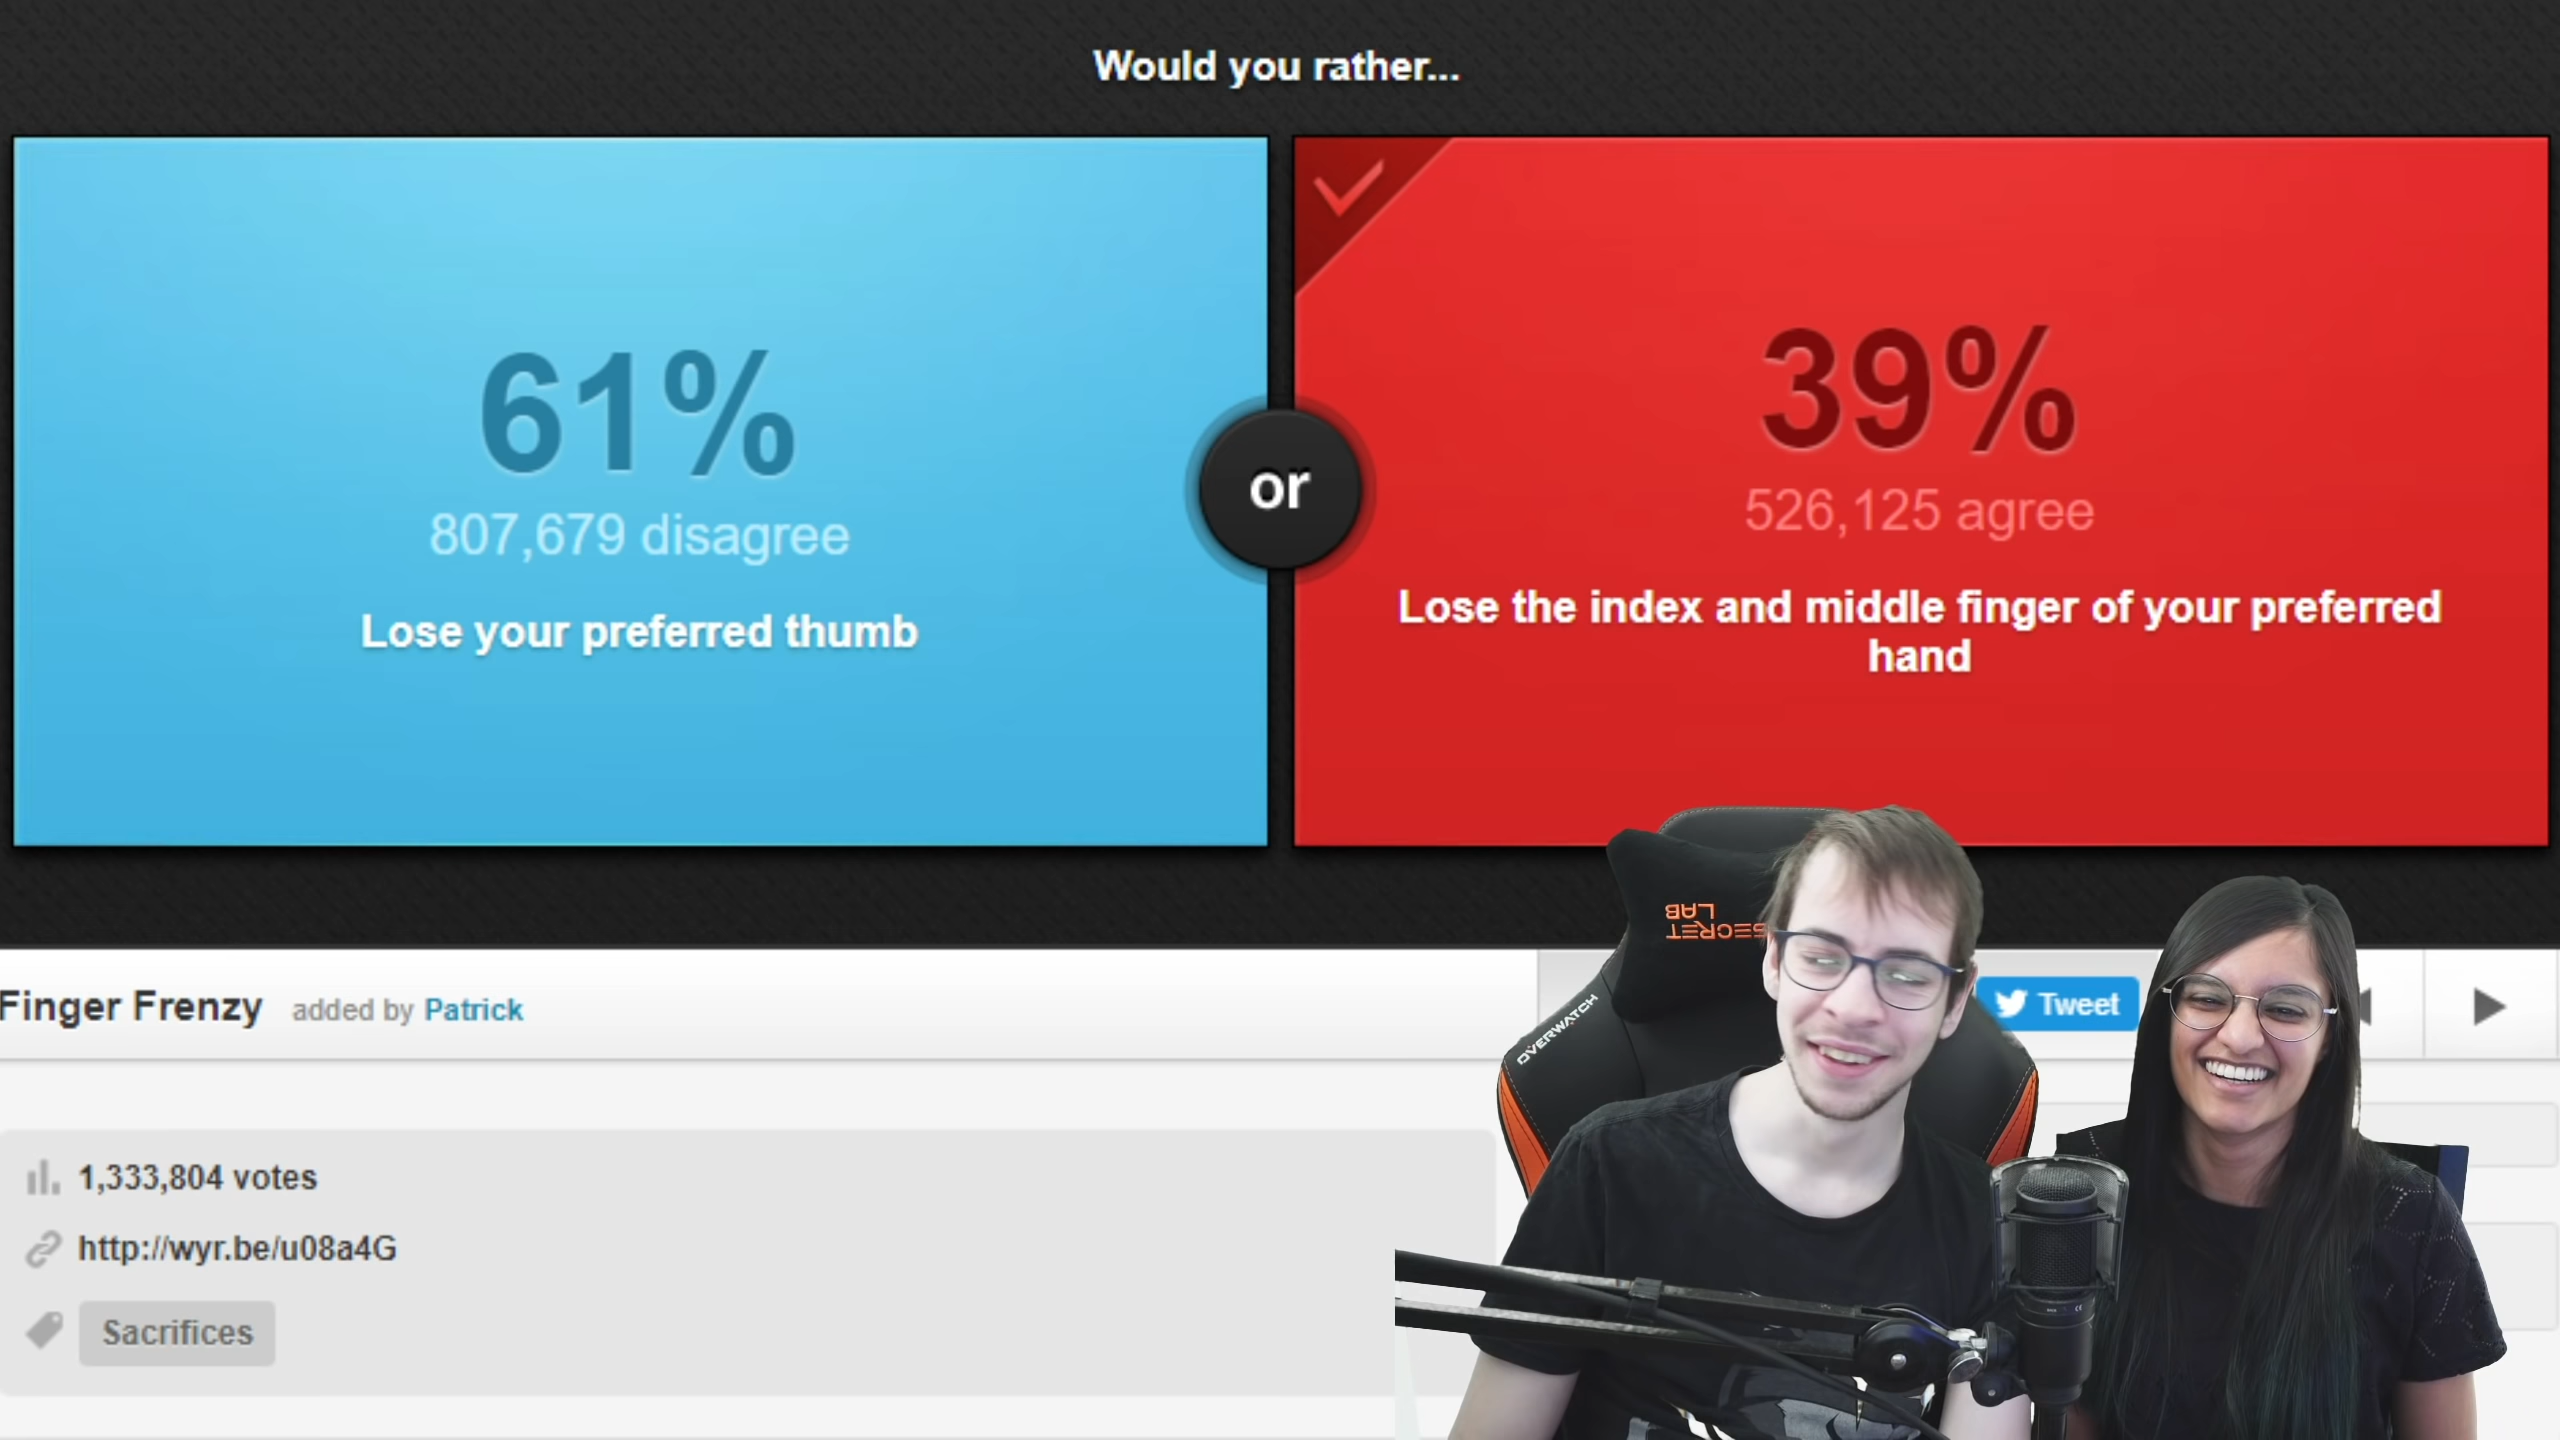 Would you rather...
61%
807,679 disagree
Lose your preferred thumb
or
39%
526,125 agree
Lose the index and middle finger of your preferred
hand
Finger Frenzy added by Patrick
Tweet
1,333,804 votes
http://wyr.be/u08a4G
Sacrifices
SECRET
LAB
OVERWATCH